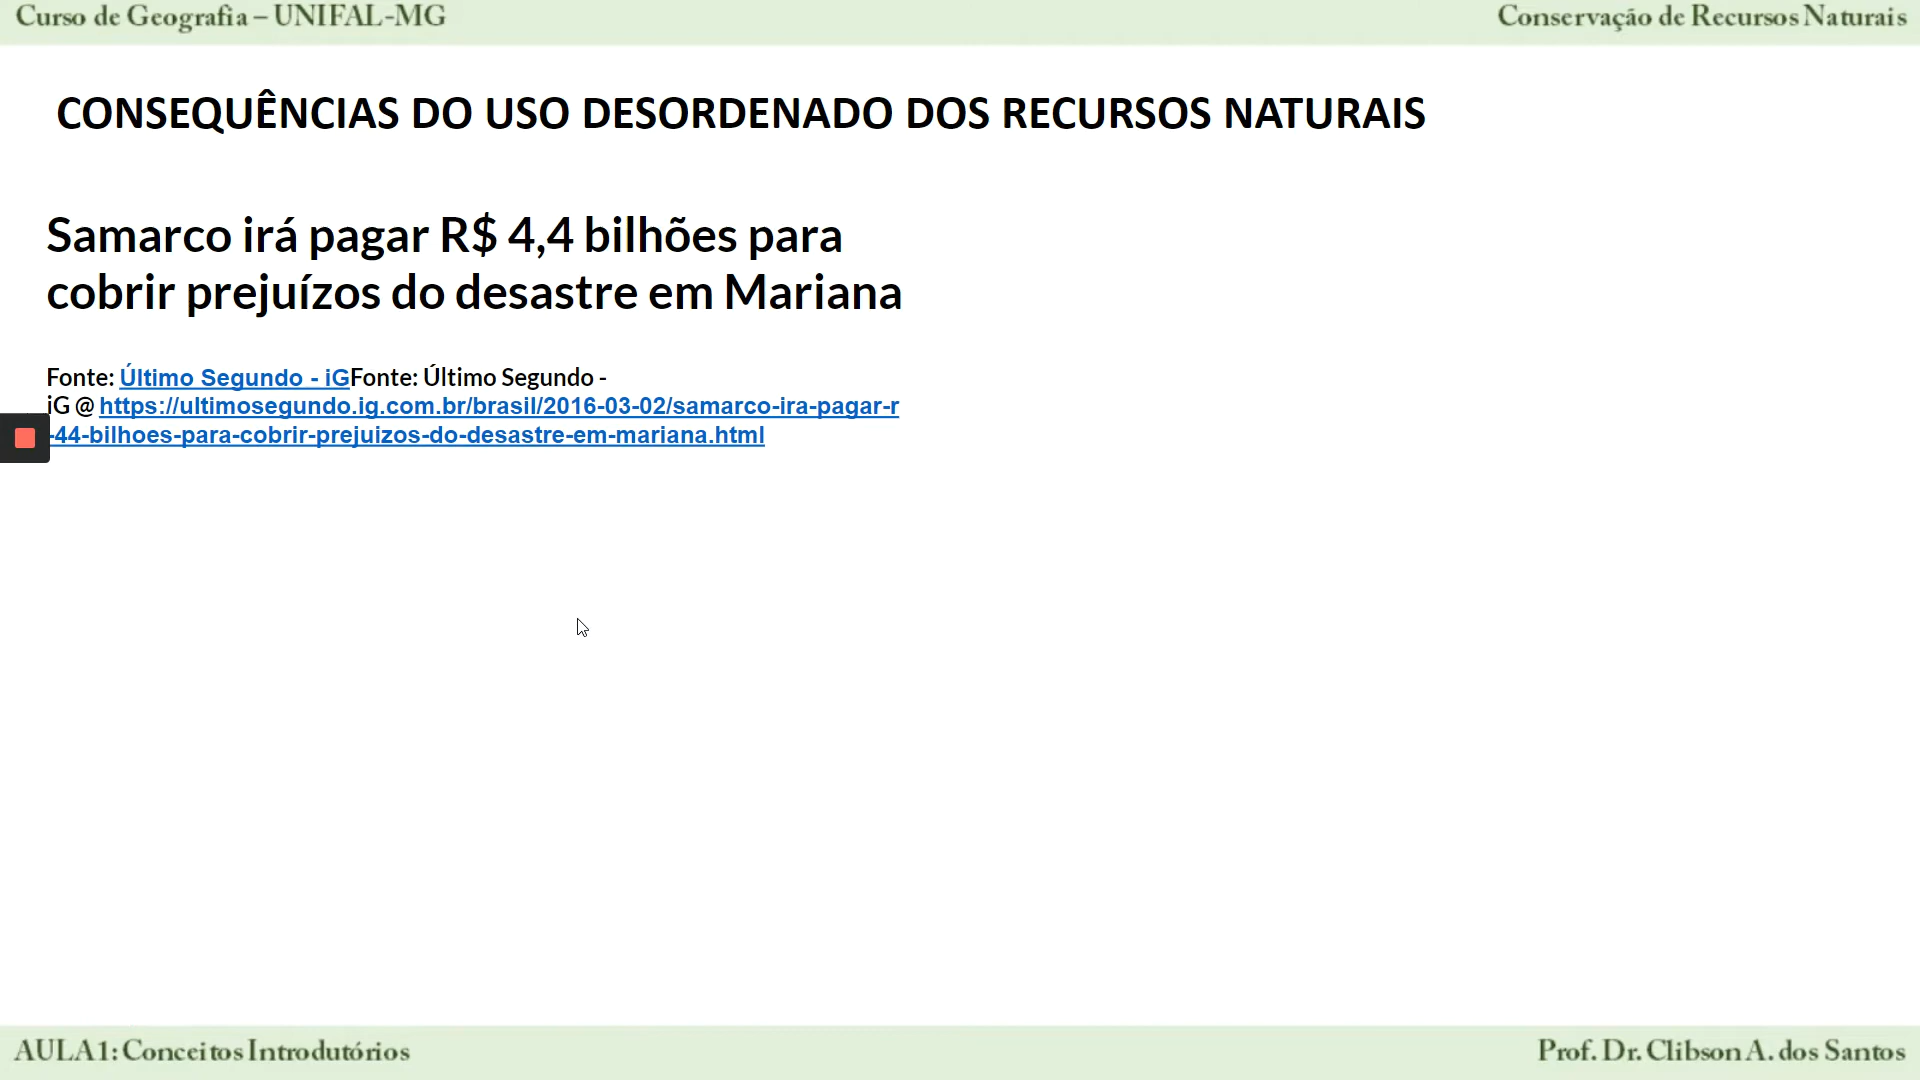 Curso de Geografia – UNIFAL-MG
Conservação de Recursos Naturais
CONSEQUÊNCIAS DO USO DESORDENADO DOS RECURSOS NATURAIS
Samarco irá pagar R$ 4,4 bilhões para
cobrir prejuízos do desastre em Mariana
Fonte: Último Segundo - iGFonte: Último Segundo -
iG @ https://ultimosegundo.ig.com.br/brasil/2016-03-02/samarco-ira-pagar-r
-44-bilhoes-para-cobrir-prejuizos-do-desastre-em-mariana.html
AULA1: Conceitos Introdutórios
Prof. Dr. Clibson A. dos Santos